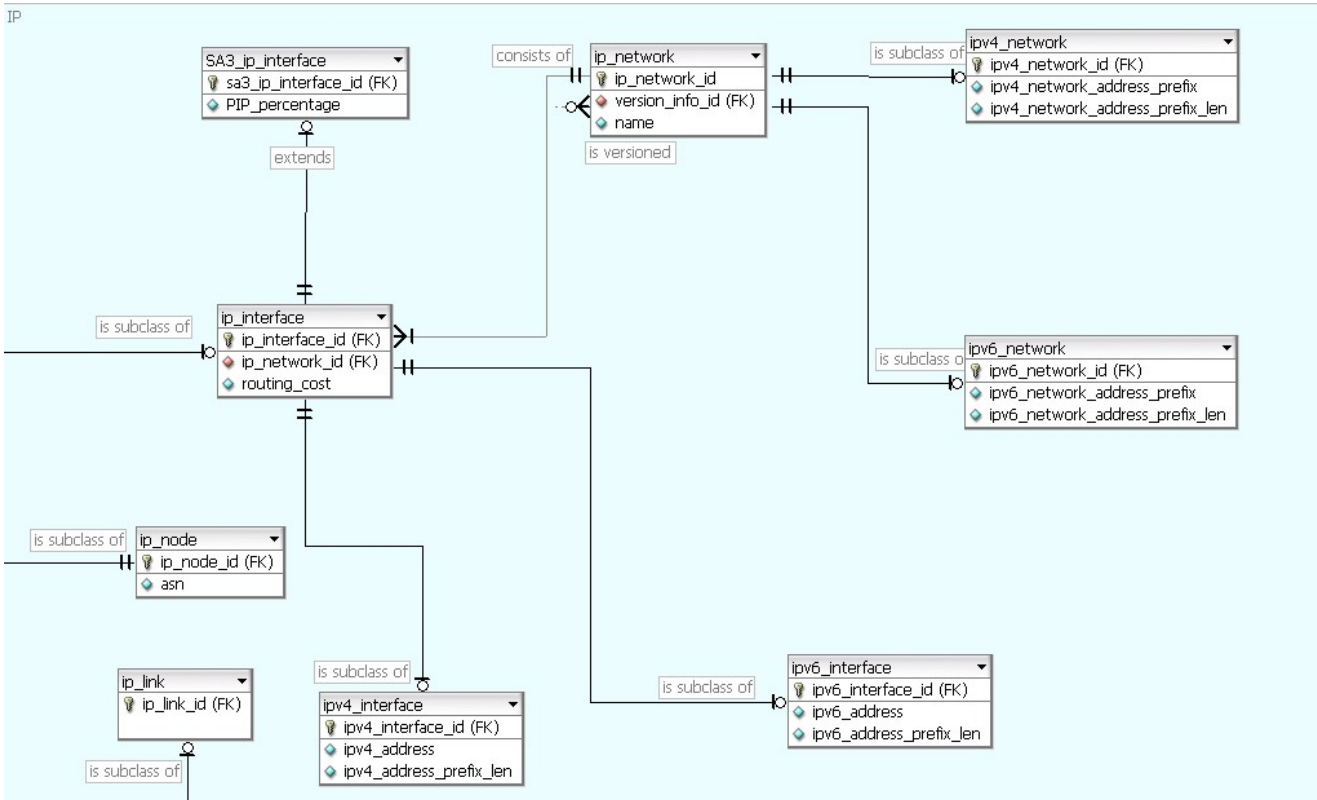 IP
SA3_ip_interface
sa3_ip_interface_id (FK)
PIP_percentage
extends
consists of
ip_network
ip_network_id
version_info_id (FK)
name
is versioned
is subclass of
ipv4_network
ipv4_network_id (FK)
ipv4_network_address_prefix
ipv4_network_address_prefix_len
is subclass of
ip_interface
ip_interface_id (FK)
ip_network_id (FK)
routing_cost
is subclass o
ipv6_network
ipv6_network_id (FK)
ipv6_network_address_prefix
ipv6_network_address_prefix_len
is subclass of
ip_node
ip_node_id (FK)
asn
ip_link
ip_link_id (FK)
is subclass of
is subclass of
ipv4_interface
ipv4_interface_id (FK)
ipv4_address
ipv4_address_prefix_len
is subclass of
ipv6_interface
ipv6_interface_id (FK)
ipv6_address
ipv6_address_prefix_len